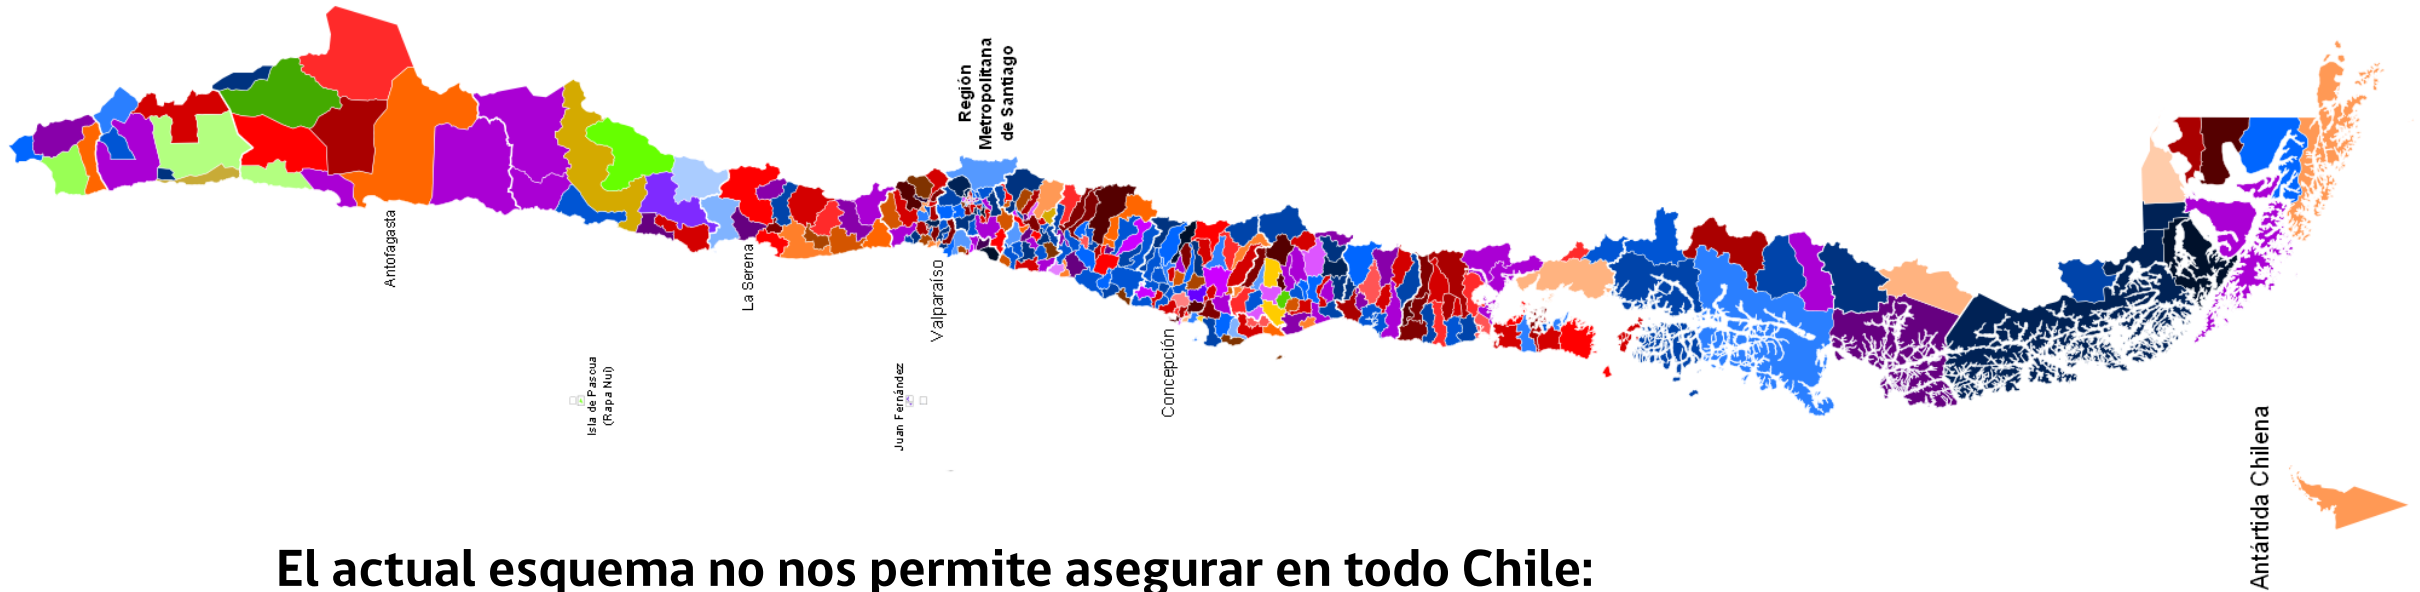 Región
Metropolitana
de Santiago
Antofagasta
La Serena
Valparaíso
Isla de Pascua
(Rapa Nui)
Juan Fernández
Concepción
Antártida Chilena
El actual esquema no nos permite asegurar en todo Chile: